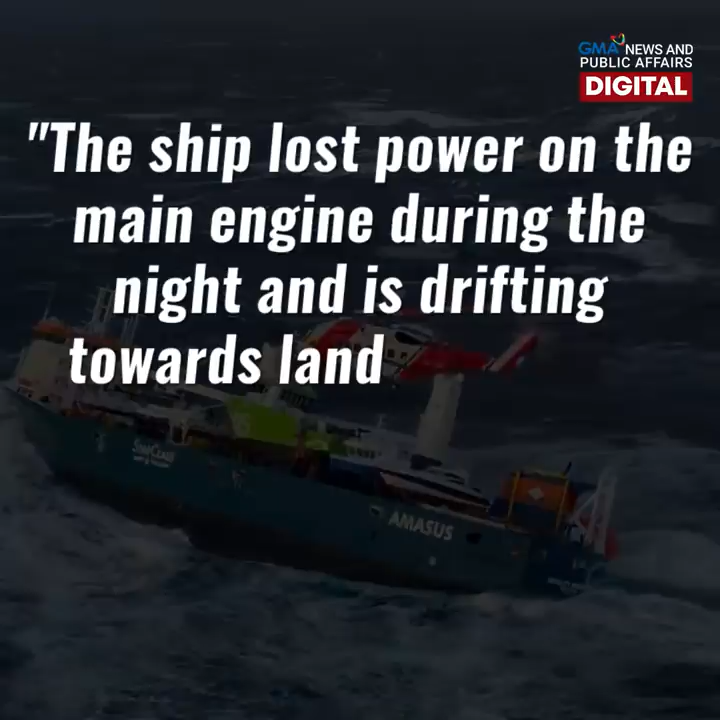 GMA NEWS AND
PUBLIC AFFAIRS
DIGITAL
"The ship lost power on the
main engine during the
night and is drifting
towards land
AMASUS